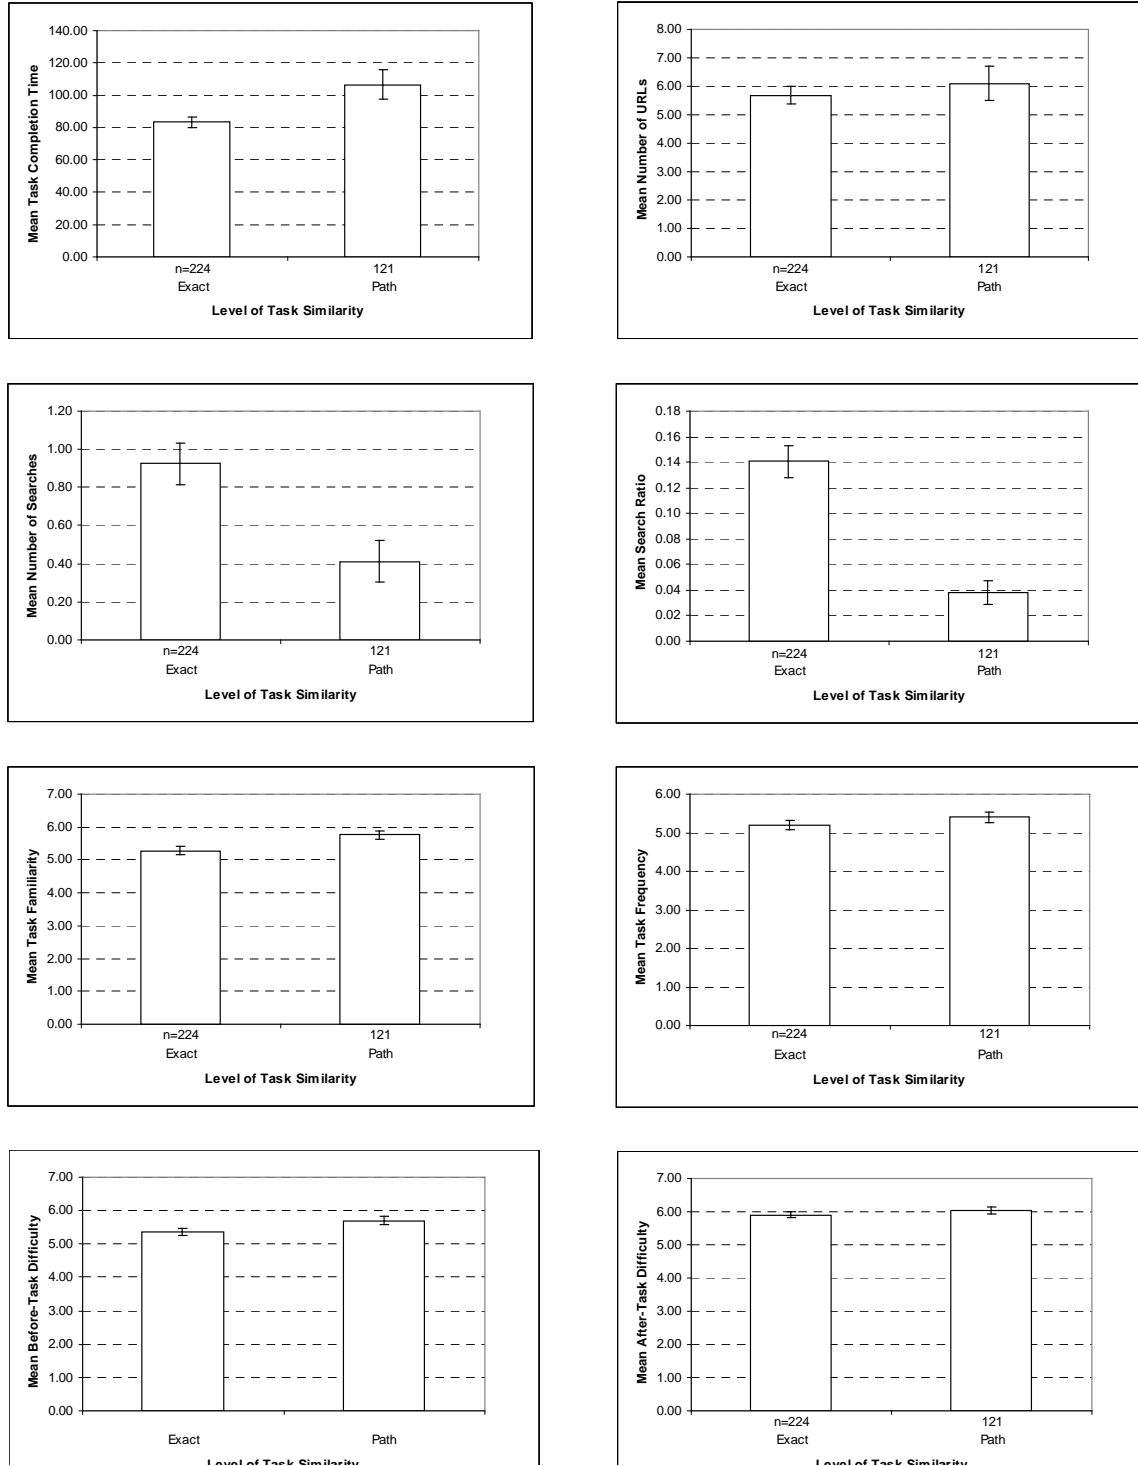 140.00
120.00
100.00
80.00
60.00
40.00
20.00
0.00
Mean Task Completion Time
n=224 121
Exact Path
Level of Task Similarity
8.00
7.00
6.00
5.00
4.00
3.00
2.00
1.00
0.00
Mean Number of URLs
n=224 121
Exact Path
Level of Task Similarity
1.20
1.00
0.80
0.60
0.40
0.20
0.00
Mean Number of Searches
n=224 121
Exact Path
Level of Task Similarity
0.18
0.16
0.14
0.12
0.10
0.08
0.06
0.04
0.02
0.00
Mean Search Ratio
n=224 121
Exact Path
Level of Task Similarity
7.00
6.00
5.00
4.00
3.00
2.00
1.00
0.00
Mean Task Familiarity
n=224 121
Exact Path
Level of Task Similarity
6.00
5.00
4.00
3.00
2.00
1.00
0.00
Mean Task Frequency
n=224 121
Exact Path
Level of Task Similarity
7.00
6.00
5.00
4.00
3.00
2.00
1.00
0.00
Mean Before-Task Difficulty
Exact Path
Level of Task Similarity
7.00
6.00
5.00
4.00
3.00
2.00
1.00
0.00
Mean After-Task Difficulty
n=224 121
Exact Path
Level of Task Similarity